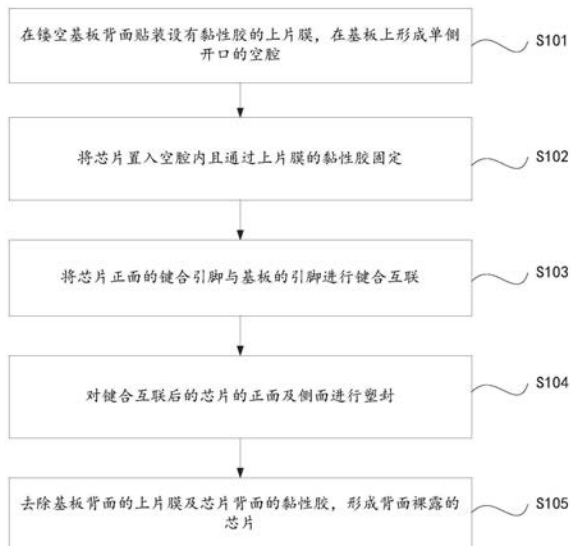 在镂空基板背面贴装设有黏性胶的上片膜，在基板上形成单侧
开口的空腔
S101
将芯片置入空腔内且通过上片膜的黏性胶固定
S102
将芯片正面的键合引脚与基板的引脚进行键合互联
S103
对键合互联后的芯片的正面及侧面进行塑封
S104
去除基板背面的上片膜及芯片背面的黏性胶，形成背面裸露的
芯片
S105